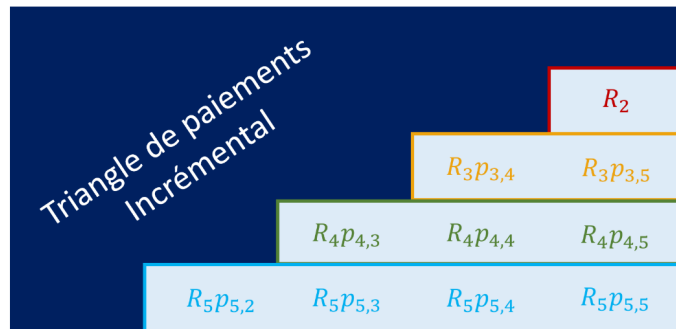 Triangle de paiements
Incrémental
R₂
R₃p₃,₄ R₃p₃,₅
R₄p₄,₃ R₄p₄,₄ R₄p₄,₅
R₅p₅,₂ R₅p₅,₃ R₅p₅,₄ R₅p₅,₅